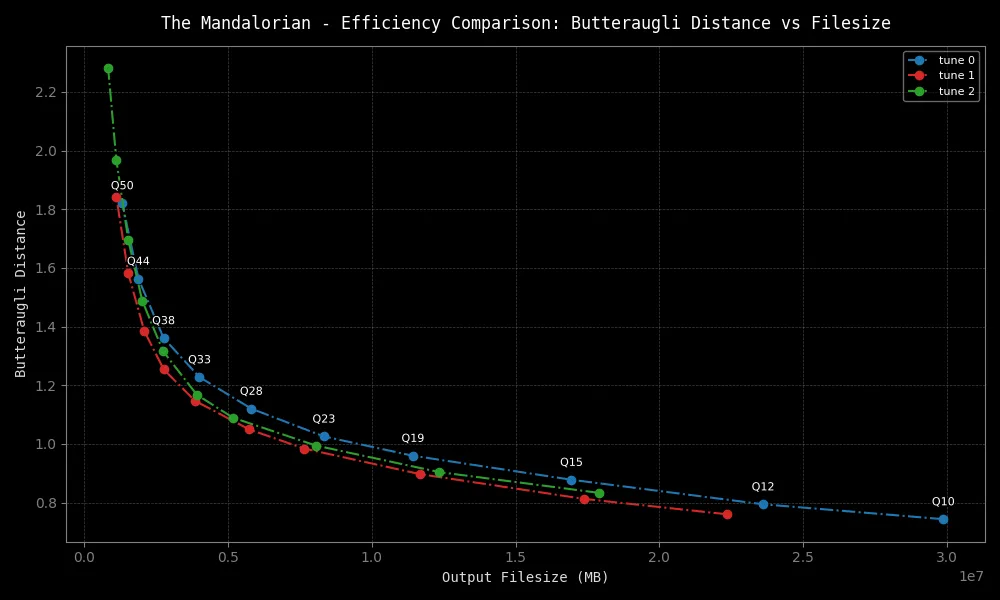 The Mandalorian - Efficiency Comparison: Butteraugli Distance vs Filesize
tune 0
tune 1
tune 2
2.2
2.0
1.8
1.6
1.4
1.2
1.0
0.8
Butteraugli Distance
Q50
Q44
Q38
Q33
Q28
Q23
Q19
Q15
Q12
Q10
0.0 0.5 1.0 1.5 2.0 2.5 3.0
1e7
Output Filesize (MB)